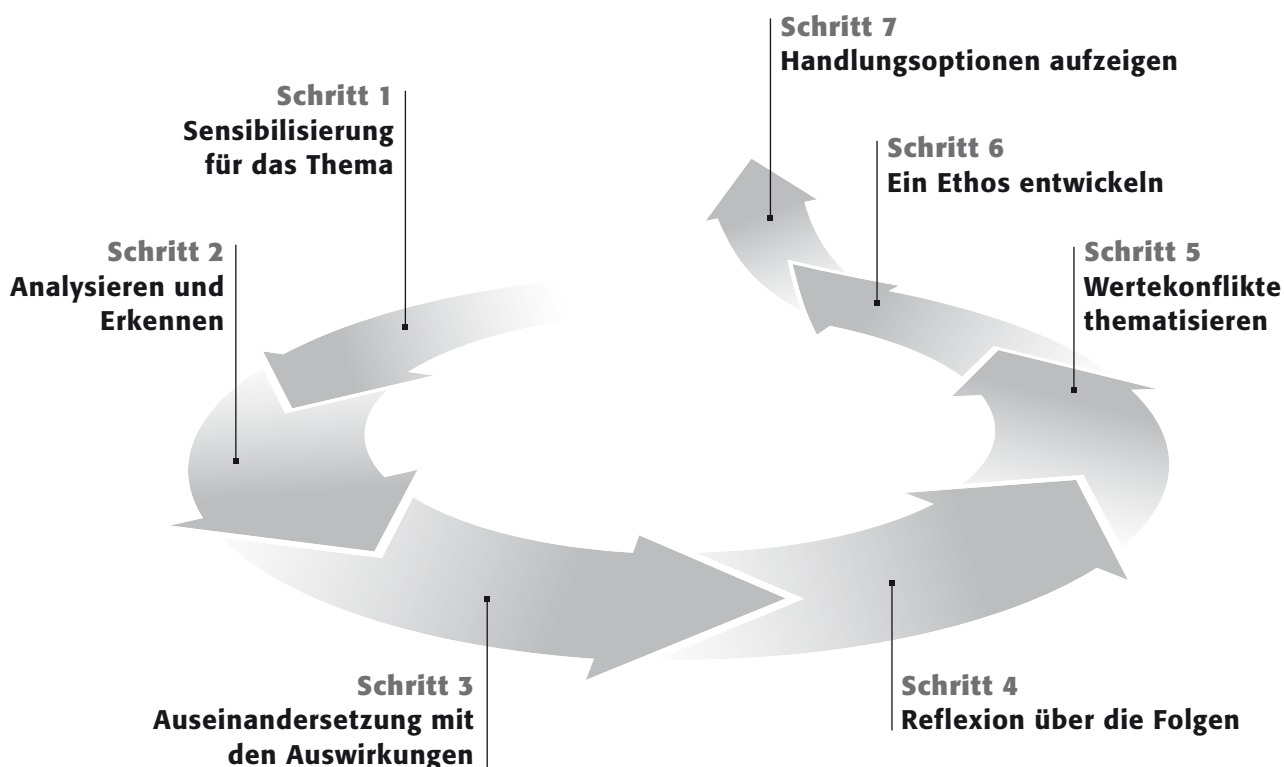 Schritt 1
Sensibilisierung
für das Thema
Schritt 2
Analysieren und
Erkennen
Schritt 3
Auseinandersetzung mit
den Auswirkungen
Schritt 4
Reflexion über die Folgen
Schritt 5
Wertekonflikte
thematisieren
Schritt 6
Ein Ethos entwickeln
Schritt 7
Handlungsoptionen aufzeigen